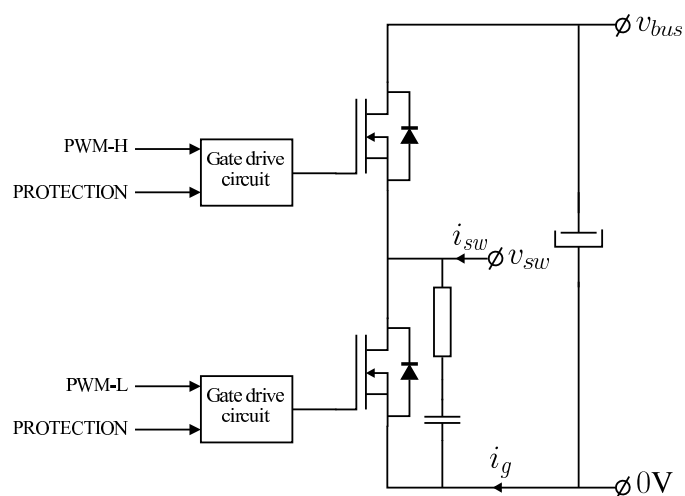 v_bus
PWM-H
Gate drive
circuit
PROTECTION
i_sw
v_sw
PWM-L
Gate drive
circuit
PROTECTION
i_g
0V